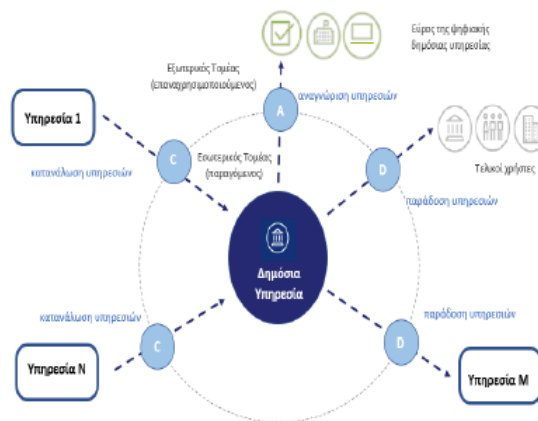 Εύρος της ψηφιακής
δημόσιας υπηρεσίας
Εξωτερικός Τομέας
(επαναχρησιμοποιούμενος)
αναγνώριση υπηρεσιών
A
Υπηρεσία 1
Εσωτερικός Τομέας
(παραγόμενος)
C
D
κατανάλωση υπηρεσιών
Τελικοί χρήστες
παράδοση υπηρεσιών
Δημόσια
Υπηρεσία
κατανάλωση υπηρεσιών
παράδοση υπηρεσιών
C
D
Υπηρεσία N
Υπηρεσία M